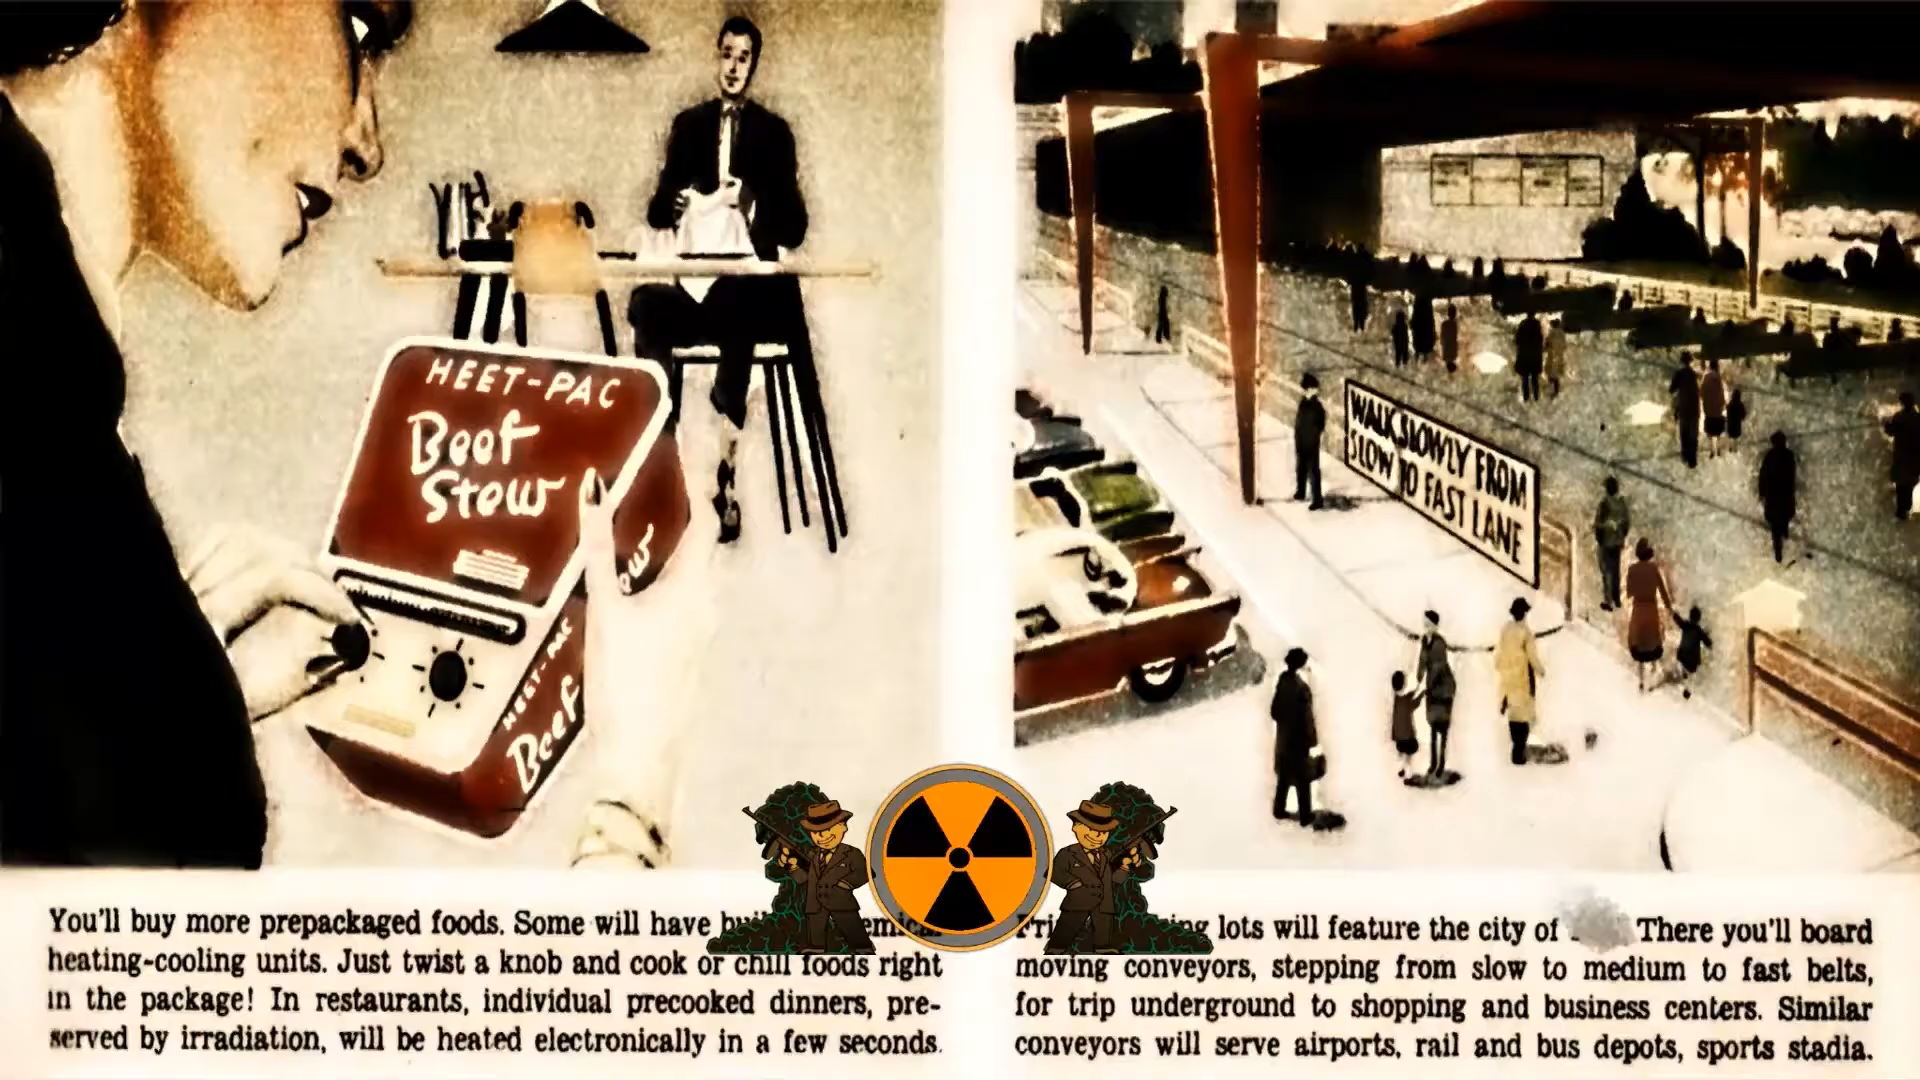 HEET-PAC
Beef
Stew
ew
HEET-PAC
Beef
WALK SLOWLY FROM
SLOW TO FAST LANE
You'll buy more prepackaged foods. Some will have
heating-cooling units. Just twist a knob and cook or chill foods right
in the package! In restaurants, individual precooked dinners, pre-
served by irradiation, will be heated electronically in a few seconds.
lots will feature the city of There you'll board
moving conveyors, stepping from slow to medium to fast belts,
for trip underground to shopping and business centers. Similar
conveyors will serve airports, rail and bus depots, sports stadia.